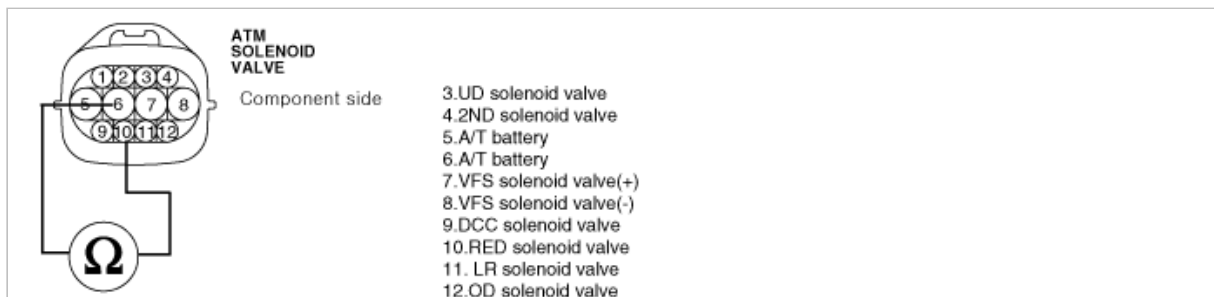 ATM
SOLENOID
VALVE
Component side
1 2 3 4
5 6 7 8
9 10 11 12
Ω
3.UD solenoid valve
4.2ND solenoid valve
5.A/T battery
6.A/T battery
7.VFS solenoid valve(+)
8.VFS solenoid valve(-)
9.DCC solenoid valve
10.RED solenoid valve
11. LR solenoid valve
12.OD solenoid valve